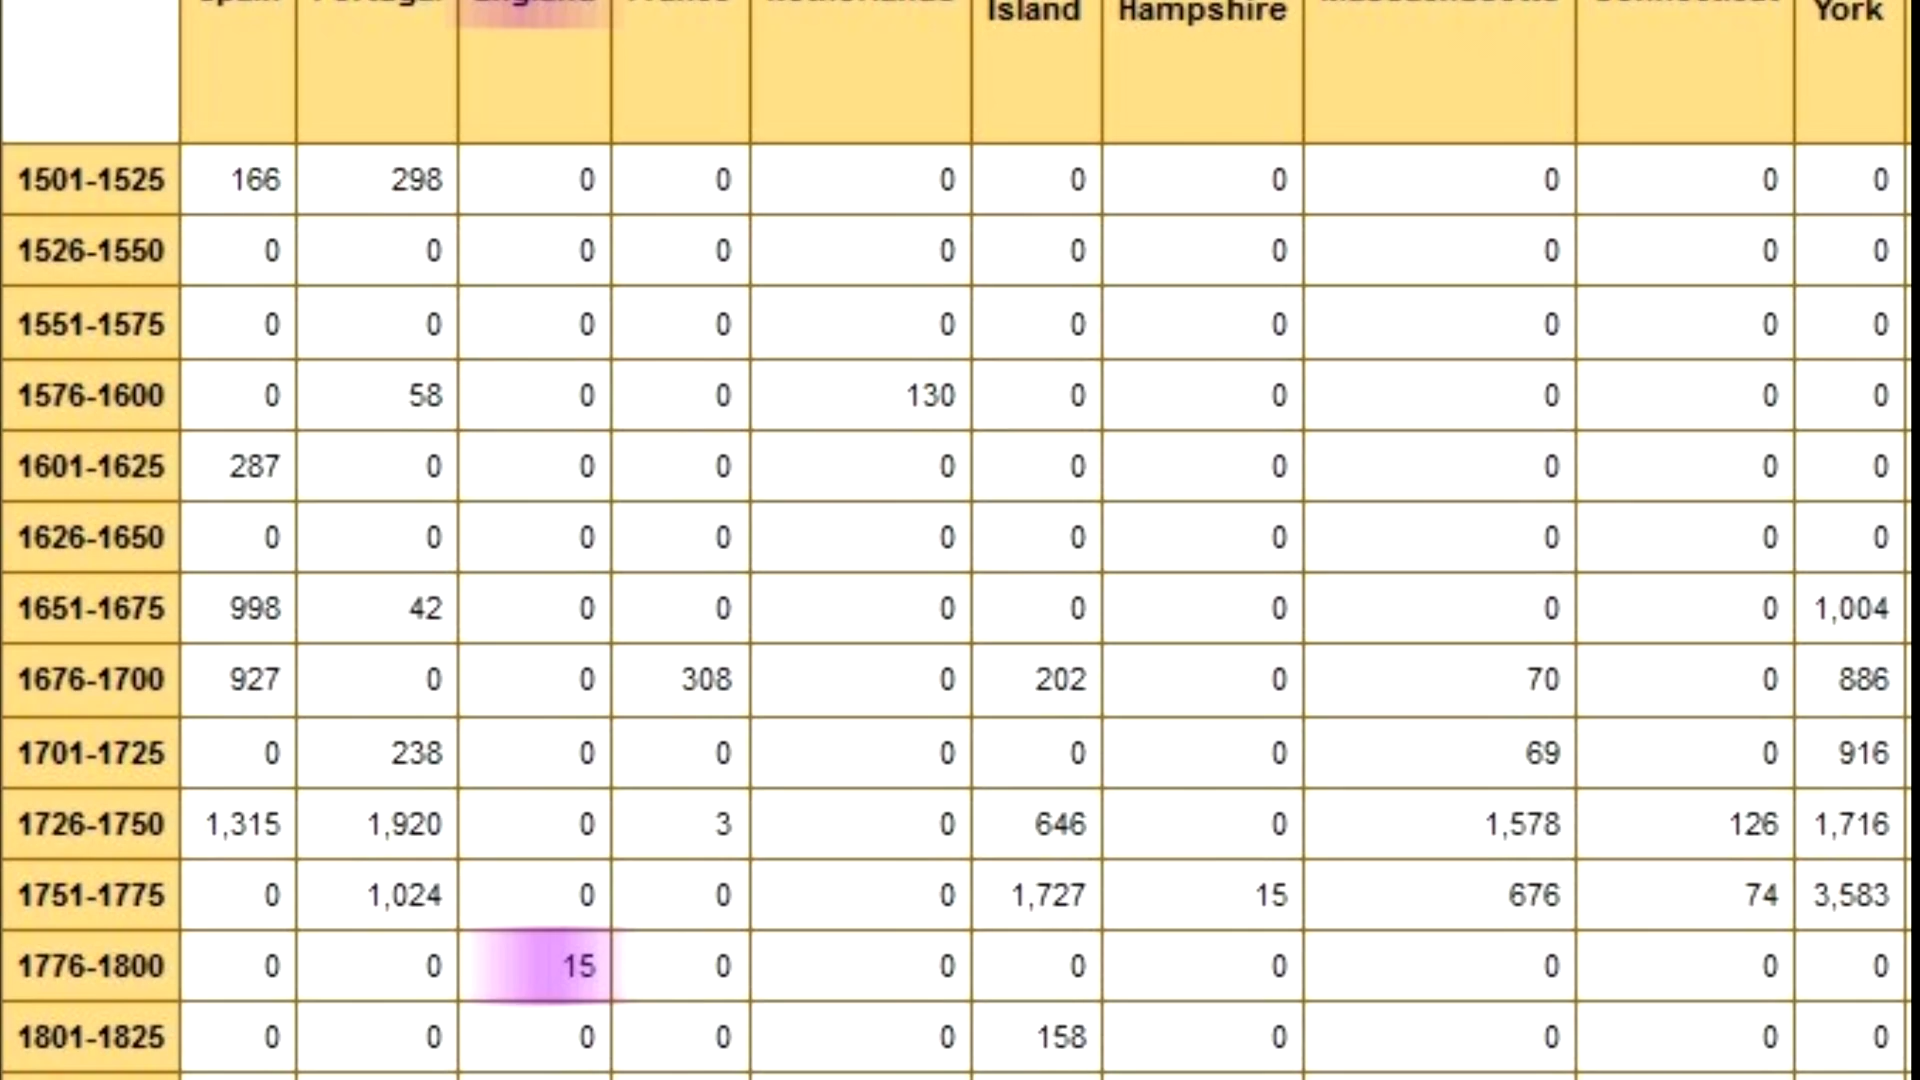 Spain Portugal England France Netherlands Island Hampshire Massachusetts Connecticut York
1501-1525 166 298 0 0 0 0 0 0 0 0
1526-1550 0 0 0 0 0 0 0 0 0 0
1551-1575 0 0 0 0 0 0 0 0 0 0
1576-1600 0 58 0 0 130 0 0 0 0 0
1601-1625 287 0 0 0 0 0 0 0 0 0
1626-1650 0 0 0 0 0 0 0 0 0 0
1651-1675 998 42 0 0 0 0 0 0 0 1,004
1676-1700 927 0 0 308 0 202 0 70 0 886
1701-1725 0 238 0 0 0 0 0 69 0 916
1726-1750 1,315 1,920 0 3 0 646 0 1,578 126 1,716
1751-1775 0 1,024 0 0 0 1,727 15 676 74 3,583
1776-1800 0 0 15 0 0 0 0 0 0 0
1801-1825 0 0 0 0 0 158 0 0 0 0